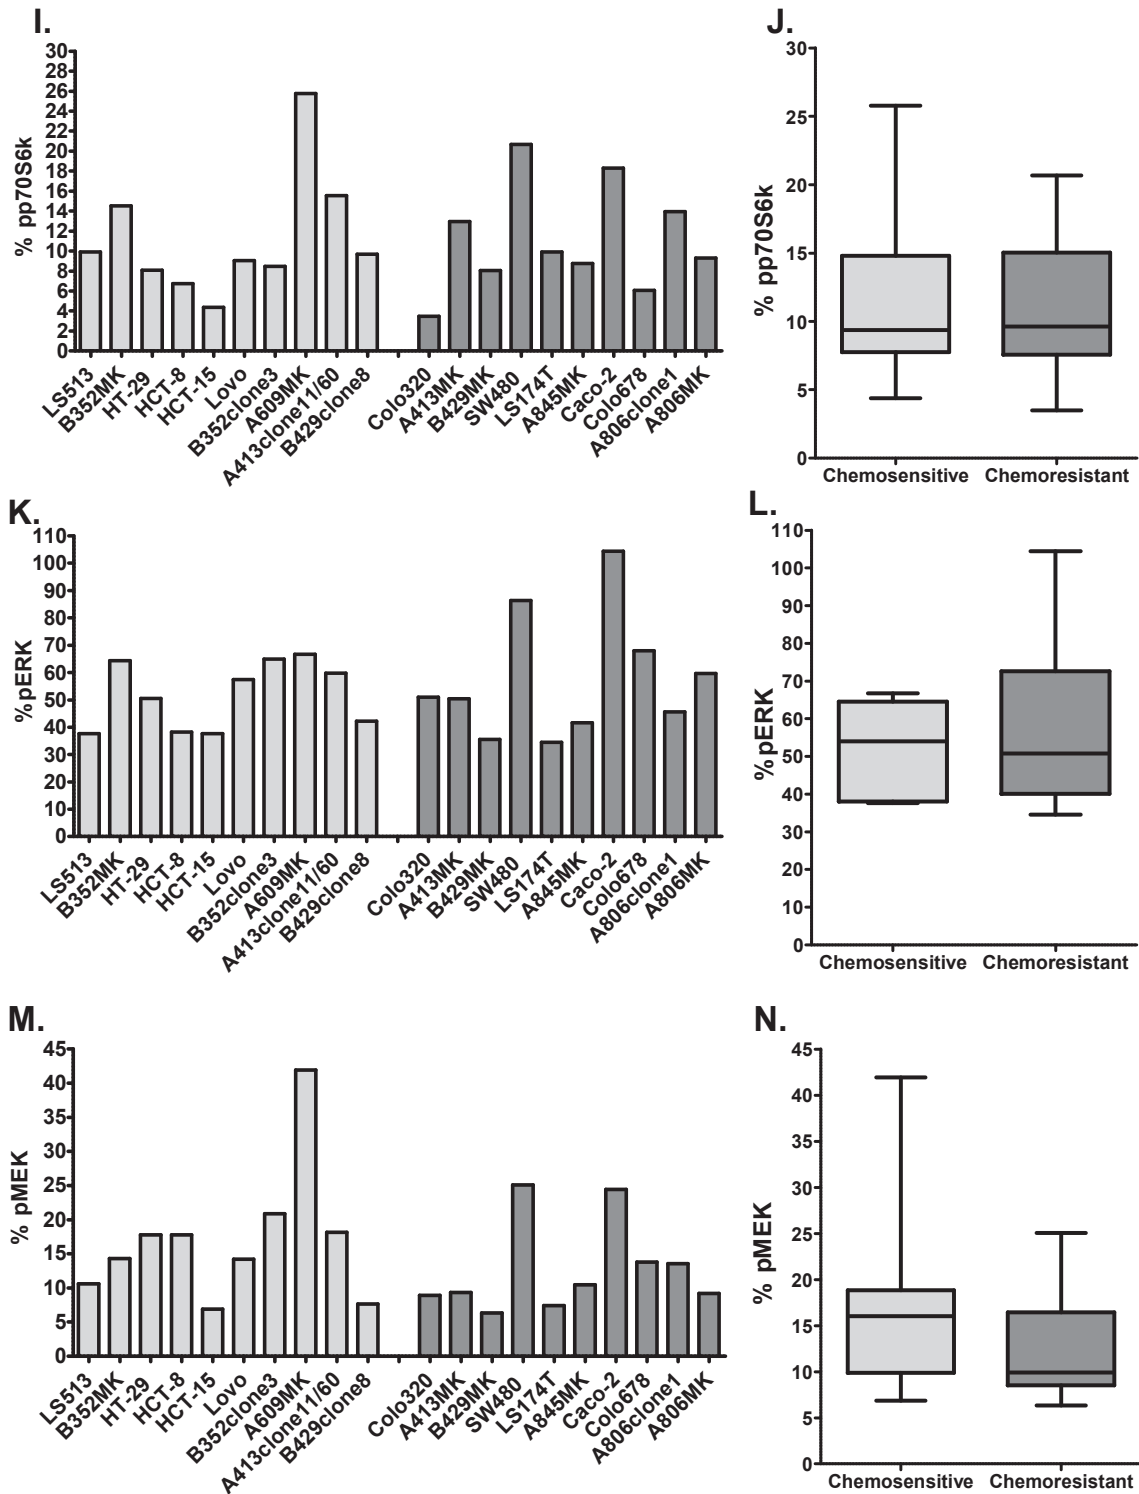 I.
% pp70S6k
30
28
26
24
22
20
18
16
14
12
10
8
6
4
2
0
LS513
B352MK
HT-29
HCT-8
HCT-15
Lovo
B352clone3
A609MK
A413clone11/60
B429clone8
Colo320
A413MK
B429MK
SW480
LS174T
A845MK
Caco-2
Colo678
A806clone1
A806MK
J.
% pp70S6k
30
25
20
15
10
5
0
Chemosensitive
Chemoresistant
K.
%pERK
110
100
90
80
70
60
50
40
30
20
10
0
LS513
B352MK
HT-29
HCT-8
HCT-15
Lovo
B352clone3
A609MK
A413clone11/60
B429clone8
Colo320
A413MK
B429MK
SW480
LS174T
A845MK
Caco-2
Colo678
A806clone1
A806MK
L.
%pERK
110
100
90
80
70
60
50
40
30
20
10
0
Chemosensitive
Chemoresistant
M.
% pMEK
45
40
35
30
25
20
15
10
5
0
LS513
B352MK
HT-29
HCT-8
HCT-15
Lovo
B352clone3
A609MK
A413clone11/60
B429clone8
Colo320
A413MK
B429MK
SW480
LS174T
A845MK
Caco-2
Colo678
A806clone1
A806MK
N.
% pMEK
45
40
35
30
25
20
15
10
5
0
Chemosensitive
Chemoresistant